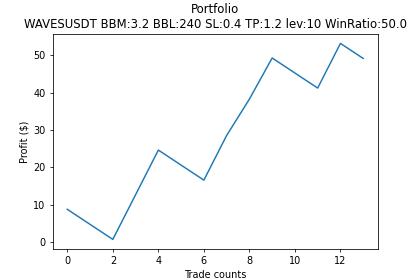 Portfolio
WAVESUSDT BBM:3.2 BBL:240 SL:0.4 TP:1.2 lev:10 WinRatio:50.0
50
40
30
20
10
0
Profit ($)
0 2 4 6 8 10 12
Trade counts